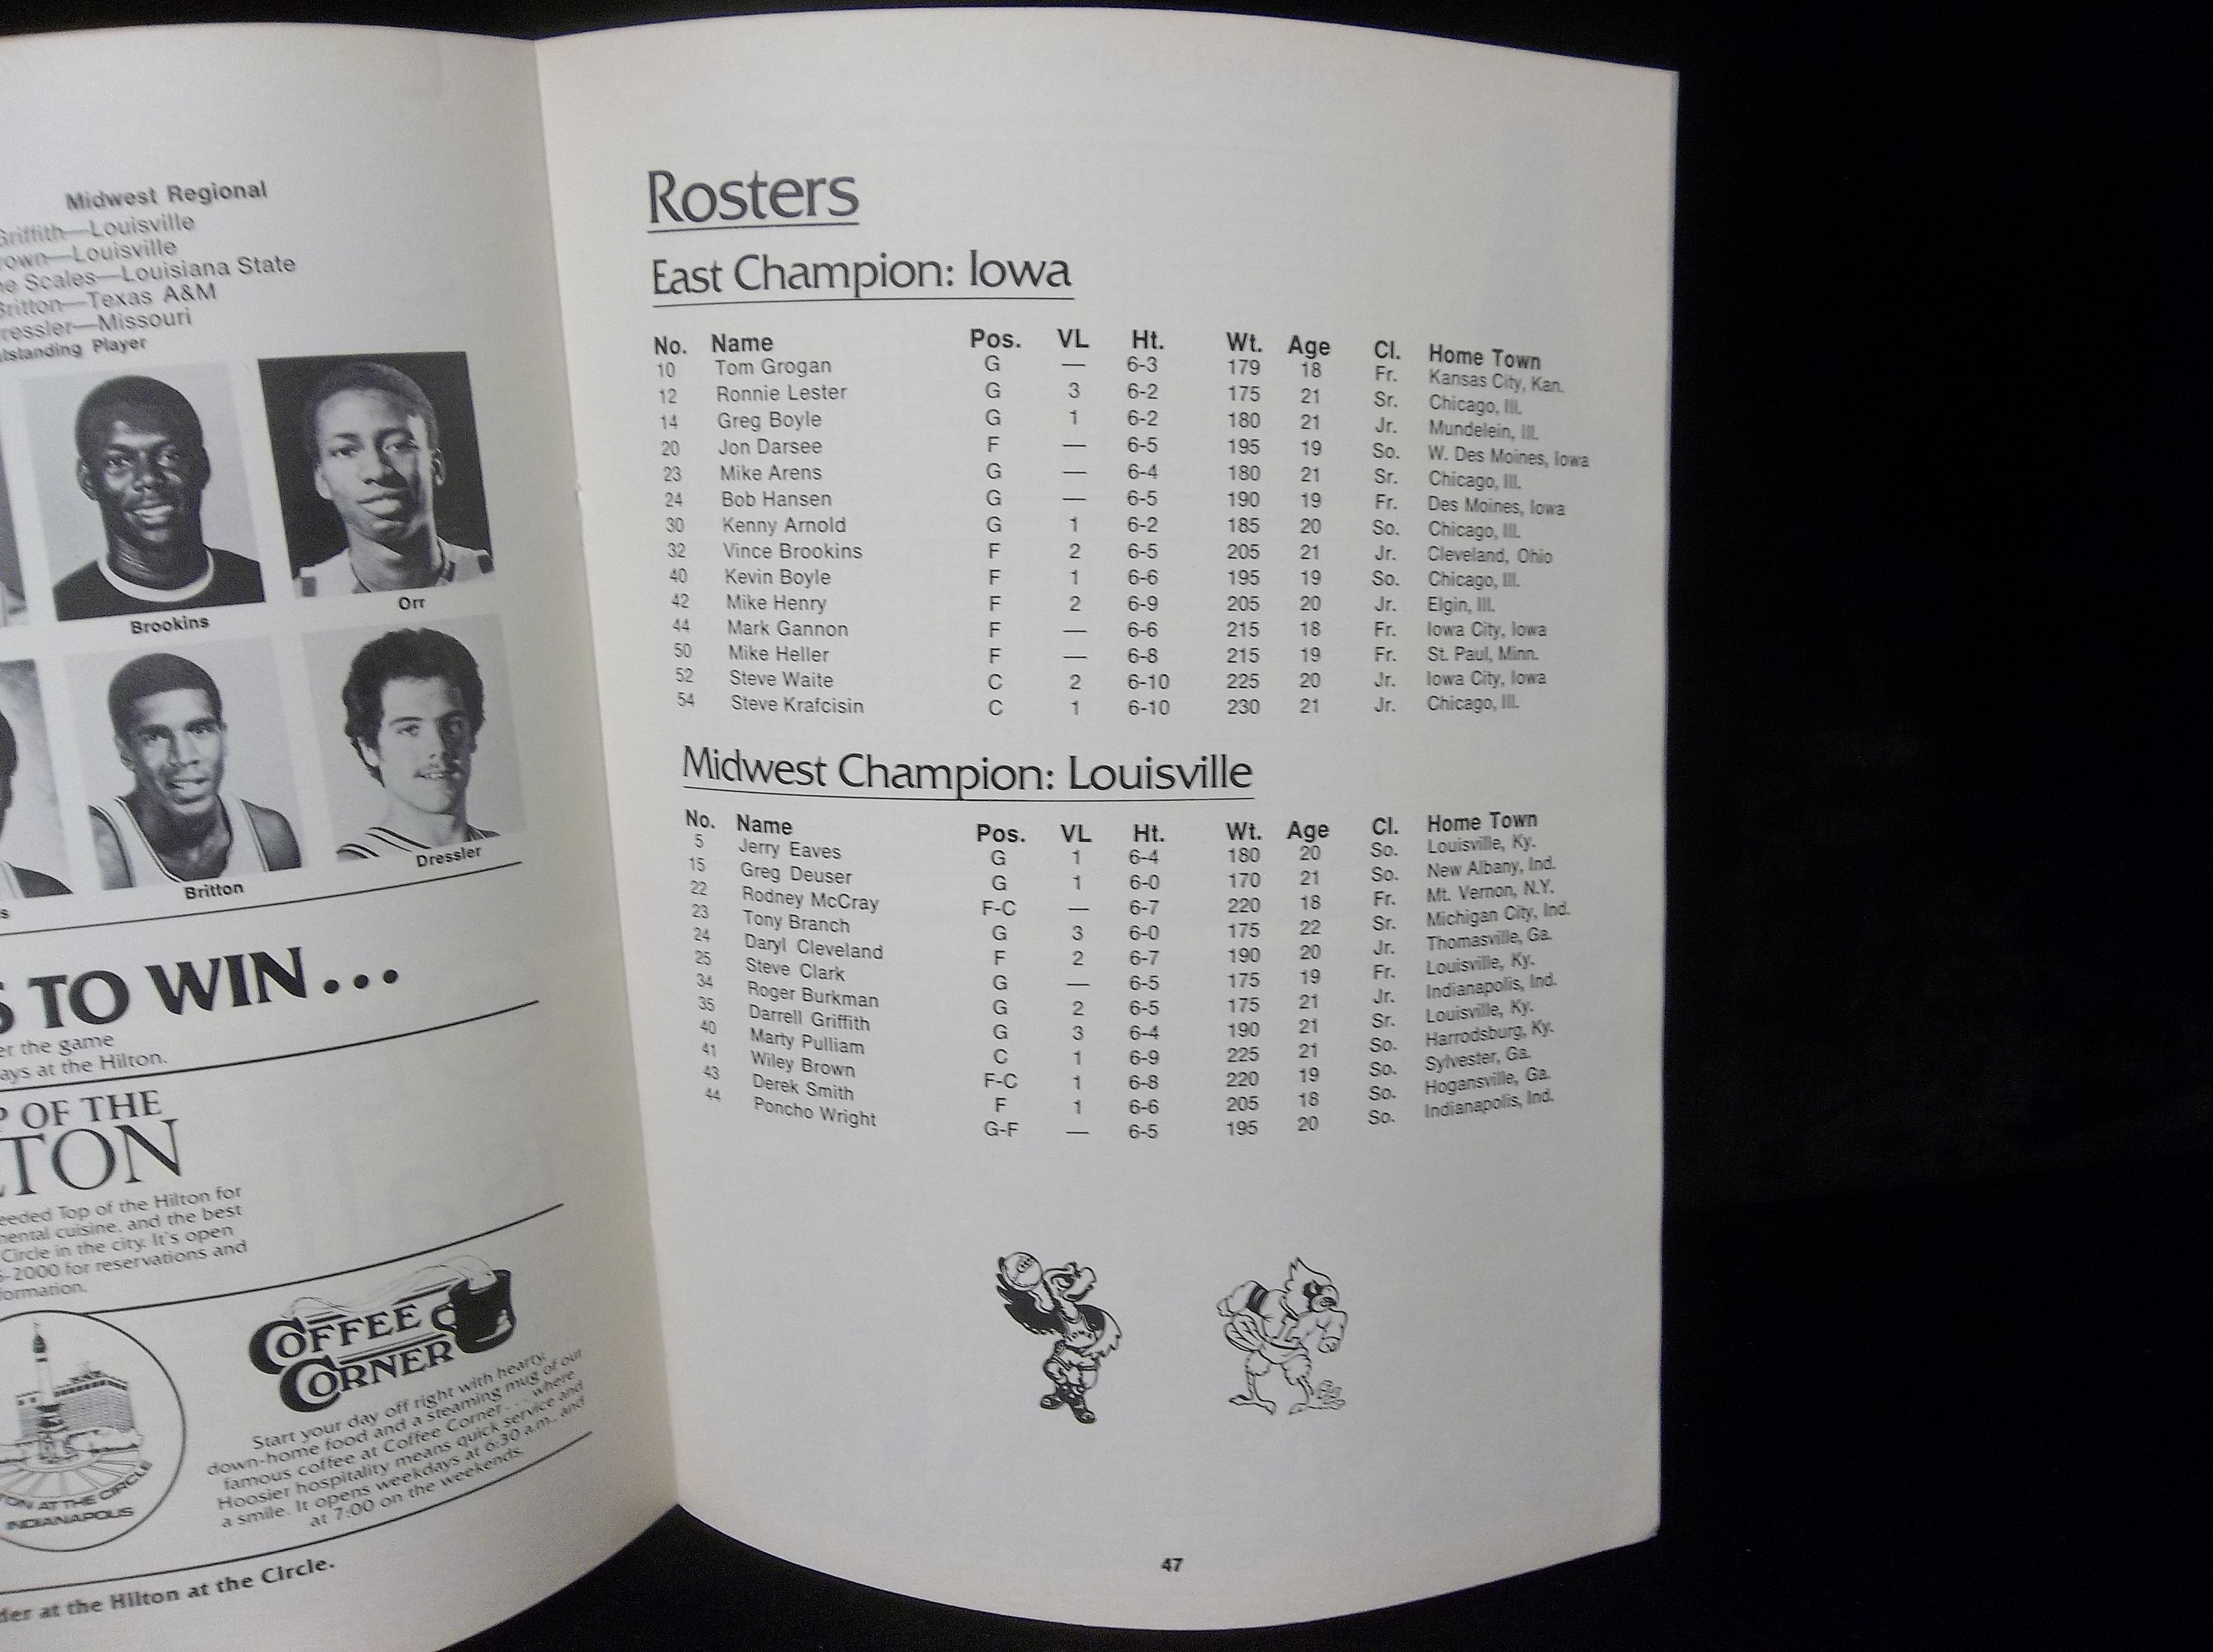 Midwest Regional
Griffith—Louisville
own—Louisville
e Scales—Louisiana State
Britton—Texas A&M
ressler—Missouri
tstanding Player
Brookins
Orr
s
Britton
Dressler
S TO WIN...
er the game
ays at the Hilton.
P OF THE
LTON
eeded Top of the Hilton for
nental cuisine, and the best
Circle in the city. It's open
-2000 for reservations and
formation.
COFFEE
CORNER
Start your day off right with hearty,
down-home food and a steaming mug of our
famous coffee at Coffee Corner... where
Hoosier hospitality means quick service and
a smile. It opens weekdays at 6:30 a.m., and
at 7:00 on the weekends.
TON AT THE CIRCLE
INDIANAPOLIS
der at the Hilton at the Circle.
Rosters
East Champion: Iowa
No. Name Pos. VL Ht. Wt. Age Cl. Home Town
10 Tom Grogan G — 6-3 179 18 Fr. Kansas City, Kan.
12 Ronnie Lester G 3 6-2 175 21 Sr. Chicago, Ill.
14 Greg Boyle G 1 6-2 180 21 Jr. Mundelein, Ill.
20 Jon Darsee F — 6-5 195 19 So. W. Des Moines, Iowa
23 Mike Arens G — 6-4 180 21 Sr. Chicago, Ill.
24 Bob Hansen G — 6-5 190 19 Fr. Des Moines, Iowa
30 Kenny Arnold G 1 6-2 185 20 So. Chicago, Ill.
32 Vince Brookins F 2 6-5 205 21 Jr. Cleveland, Ohio
40 Kevin Boyle F 1 6-6 195 19 So. Chicago, Ill.
42 Mike Henry F 2 6-9 205 20 Jr. Elgin, Ill.
44 Mark Gannon F — 6-6 215 18 Fr. Iowa City, Iowa
50 Mike Heller F — 6-8 215 19 Fr. St. Paul, Minn.
52 Steve Waite C 2 6-10 225 20 Jr. Iowa City, Iowa
54 Steve Krafcisin C 1 6-10 230 21 Jr. Chicago, Ill.
Midwest Champion: Louisville
No. Name Pos. VL Ht. Wt. Age Cl. Home Town
5 Jerry Eaves G 1 6-4 180 20 So. Louisville, Ky.
15 Greg Deuser G 1 6-0 170 21 So. New Albany, Ind.
22 Rodney McCray F-C — 6-7 220 18 Fr. Mt. Vernon, N.Y.
23 Tony Branch G 3 6-0 175 22 Sr. Michigan City, Ind.
24 Daryl Cleveland F 2 6-7 190 20 Jr. Thomasville, Ga.
25 Steve Clark G — 6-5 175 19 Fr. Louisville, Ky.
34 Roger Burkman G 2 6-5 175 21 Jr. Indianapolis, Ind.
35 Darrell Griffith G 3 6-4 190 21 Sr. Louisville, Ky.
40 Marty Pulliam C 1 6-9 225 21 So. Harrodsburg, Ky.
41 Wiley Brown F-C 1 6-8 220 19 So. Sylvester, Ga.
43 Derek Smith F 1 6-6 205 18 So. Hogansville, Ga.
44 Poncho Wright G-F — 6-5 195 20 So. Indianapolis, Ind.
47